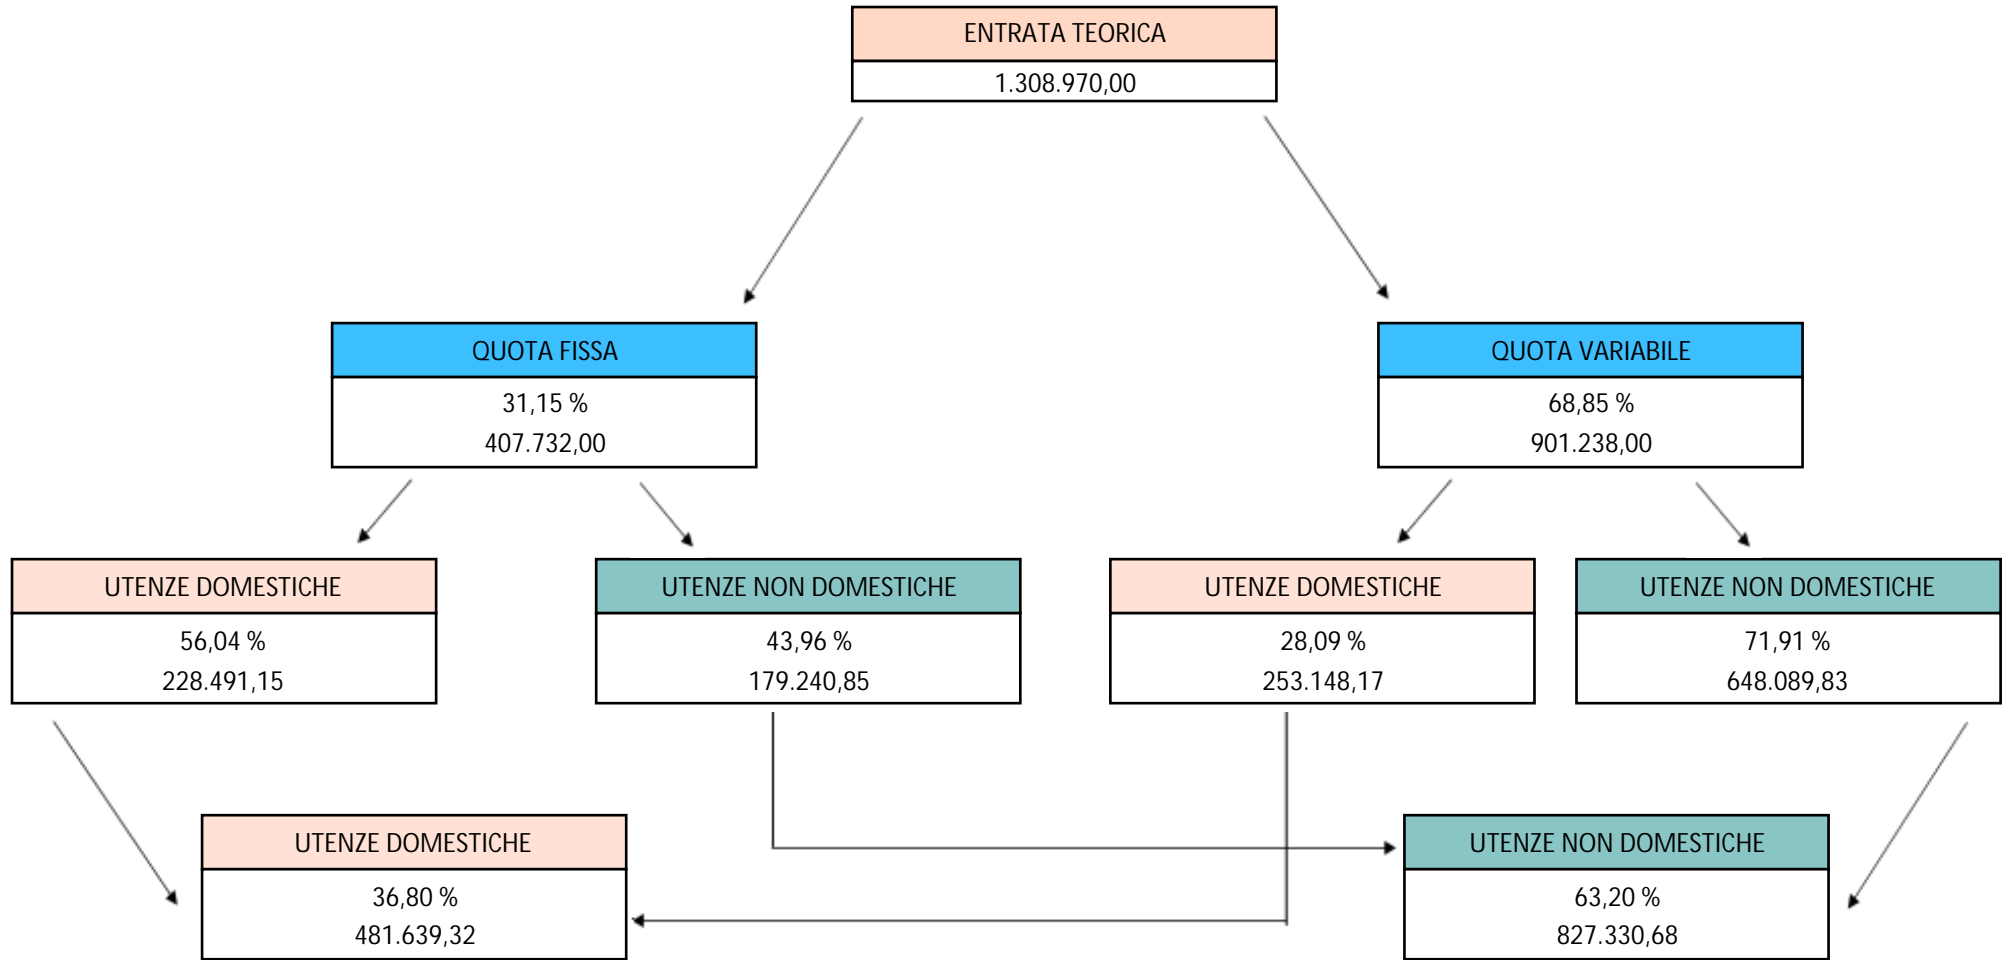 ENTRATA TEORICA
1.308.970,00
QUOTA FISSA
31,15 %
407.732,00
QUOTA VARIABILE
68,85 %
901.238,00
UTENZE DOMESTICHE
56,04 %
228.491,15
UTENZE NON DOMESTICHE
43,96 %
179.240,85
UTENZE DOMESTICHE
28,09 %
253.148,17
UTENZE NON DOMESTICHE
71,91 %
648.089,83
UTENZE DOMESTICHE
36,80 %
481.639,32
UTENZE NON DOMESTICHE
63,20 %
827.330,68